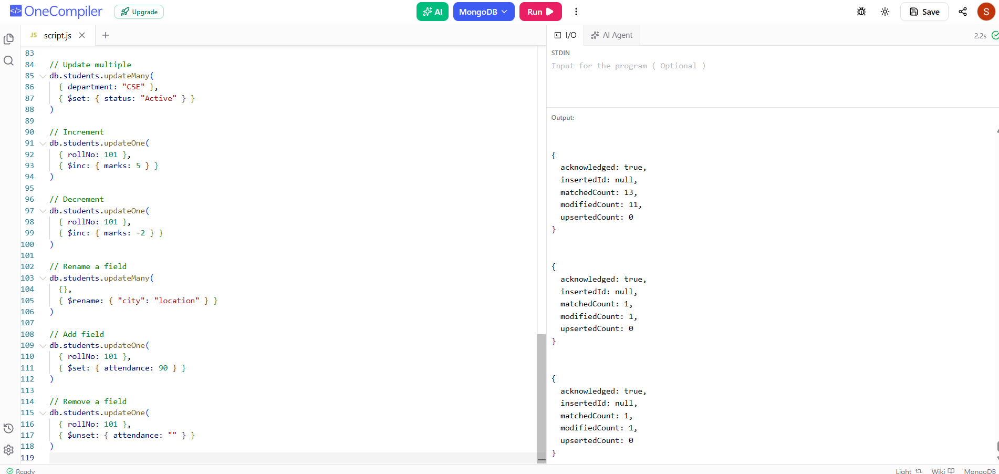 </> OneCompiler
Upgrade
AI
MongoDB
Run
Save
S
JS script.js
I/O
AI Agent
2.2s
83
84 // Update multiple
85 db.students.updateMany(
86 { department: "CSE" },
87 { $set: { status: "Active" } }
88 )
89
90 // Increment
91 db.students.updateOne(
92 { rollNo: 101 },
93 { $inc: { marks: 5 } }
94 )
95
96 // Decrement
97 db.students.updateOne(
98 { rollNo: 101 },
99 { $inc: { marks: -2 } }
100 )
101
102 // Rename a field
103 db.students.updateMany(
104 {},
105 { $rename: { "city": "location" } }
106 )
107
108 // Add field
109 db.students.updateOne(
110 { rollNo: 101 },
111 { $set: { attendance: 90 } }
112 )
113
114 // Remove a field
115 db.students.updateOne(
116 { rollNo: 101 },
117 { $unset: { attendance: "" } }
118 )
119
STDIN
Input for the program ( Optional )
Output:
{
acknowledged: true,
insertedId: null,
matchedCount: 13,
modifiedCount: 11,
upsertedCount: 0
}
{
acknowledged: true,
insertedId: null,
matchedCount: 1,
modifiedCount: 1,
upsertedCount: 0
}
{
acknowledged: true,
insertedId: null,
matchedCount: 1,
modifiedCount: 1,
upsertedCount: 0
}
Ready
Light
Wiki
MongoDB